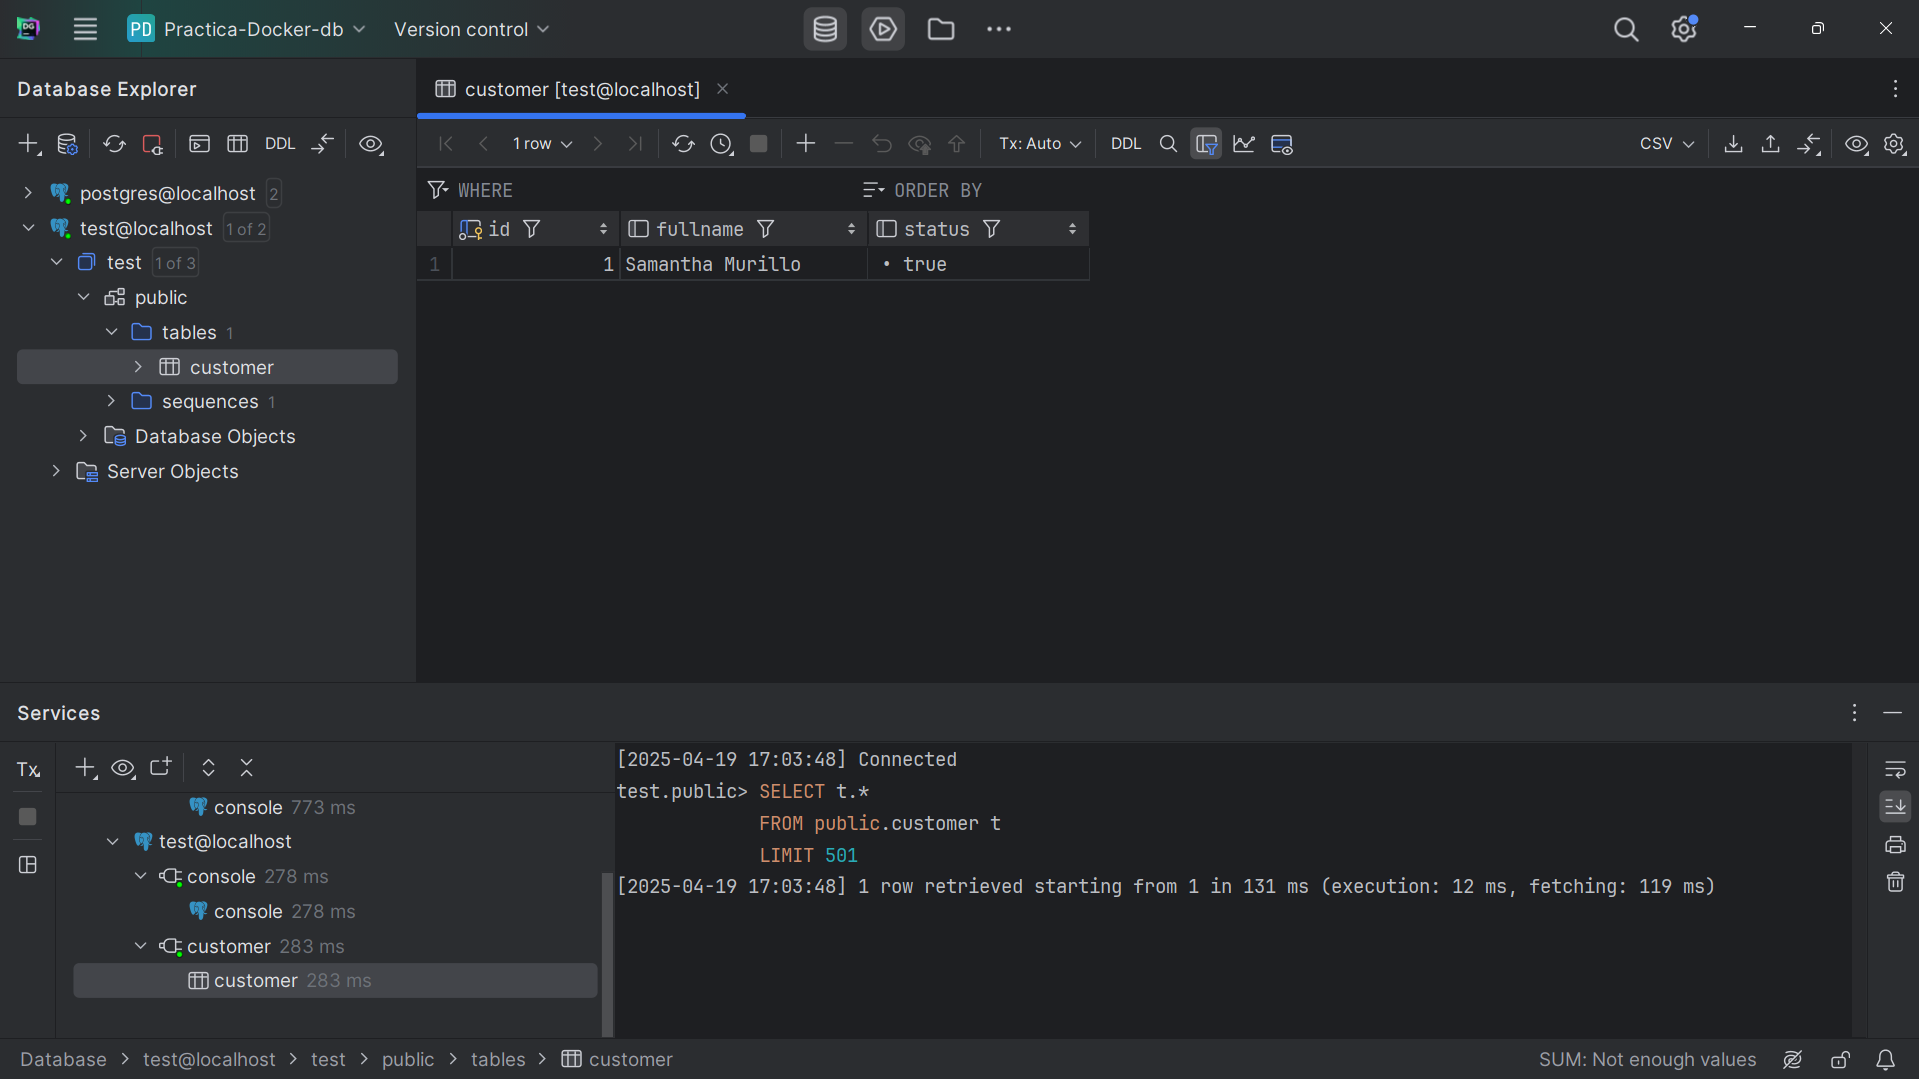 PD Practica-Docker-db Version control
Database Explorer
customer [test@localhost]
DDL
1 row Tx: Auto DDL CSV
postgres@localhost 2
test@localhost 1 of 2
test 1 of 3
public
tables 1
customer
sequences 1
Database Objects
Server Objects
WHERE ORDER BY
id fullname status
1 1 Samantha Murillo • true
Services
Tx
console 773 ms
test@localhost
console 278 ms
console 278 ms
customer 283 ms
customer 283 ms
[2025-04-19 17:03:48] Connected
test.public> SELECT t.*
FROM public.customer t
LIMIT 501
[2025-04-19 17:03:48] 1 row retrieved starting from 1 in 131 ms (execution: 12 ms, fetching: 119 ms)
Database > test@localhost > test > public > tables > customer
SUM: Not enough values